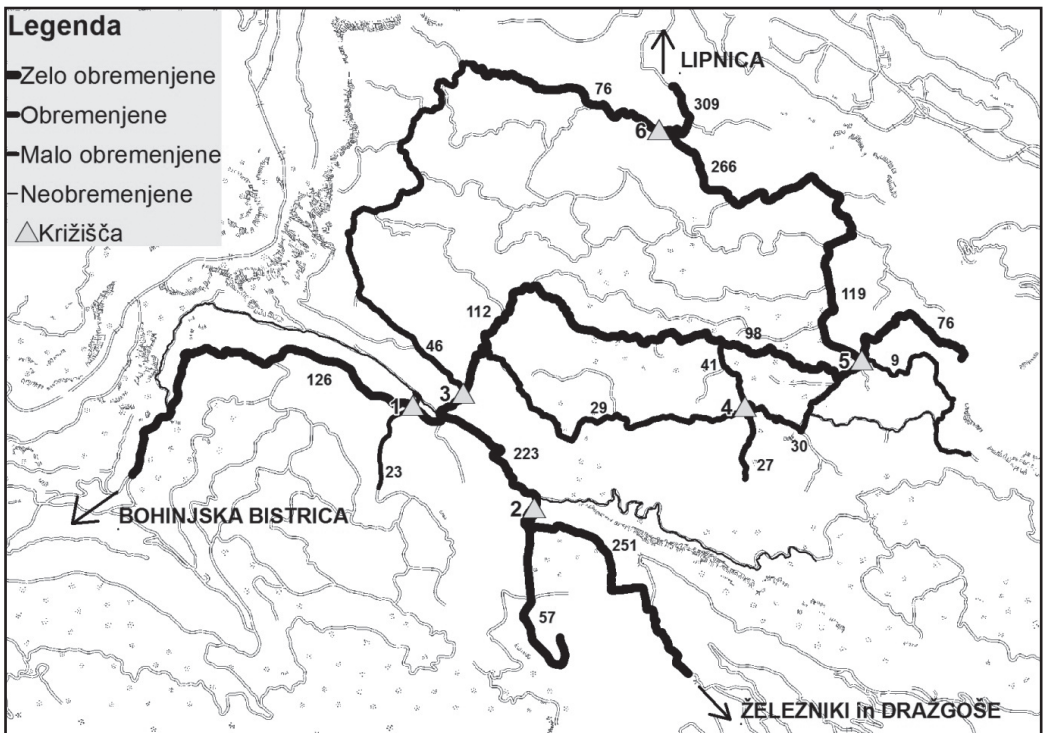 Legenda
Zelo obremenjene
Obremenjene
Malo obremenjene
Neobremenjene
Križišča
LIPNICA
76
309
6
266
119
112
98
76
46
41
5
9
126
3
1
29
4
30
23
223
27
BOHINJSKA BISTRICA
2
251
57
ŽELEZNIKI in DRAŽGOŠE